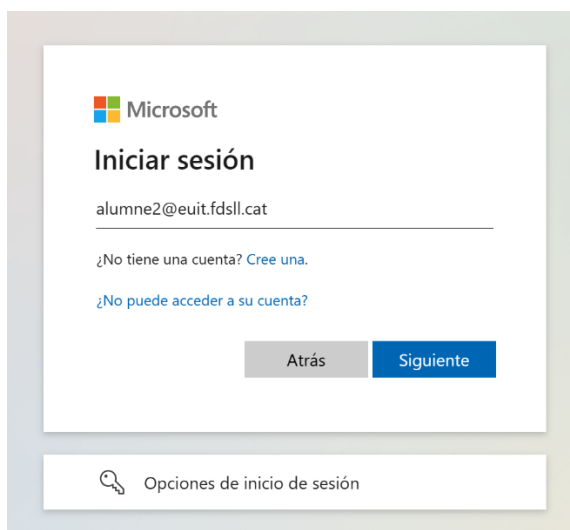 Microsoft
Iniciar sesión
alumne2@euit.fdsll.cat
¿No tiene una cuenta? Cree una.
¿No puede acceder a su cuenta?
Atrás Siguiente
Opciones de inicio de sesión